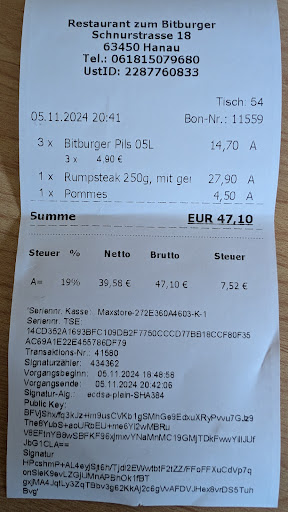 Restaurant zum Bitburger
Schnurstrasse 18
63450 Hanau
Tel.: 061815079680
UstID: 2287760833
Tisch: 54
05.11.2024 20:41 Bon-Nr.: 11559
3 x Bitburger Pils 05L 14,70 A
3 x 4,90 €
1 x Rumpsteak 250g, mit ger 27,90 A
1 x Pommes 4,50 A
Summe EUR 47,10
Steuer % Netto Brutto Steuer
A= 19% 39,58 € 47,10 € 7,52 €
'Seriennr. Kasse: Maxstore-272E360A4603-K-1
Seriennr. TSE:
Transaktions-Nr.: 41580
Signaturzähler: 434362
Vorgangsbeginn: 05.11.2024 18:48:56
Vorgangsende: 05.11.2024 20:42:06
Signatur-Alg.: ecdsa-plain-SHA384
Public Key:
JbG1CLA==
Signatur
Bvg'